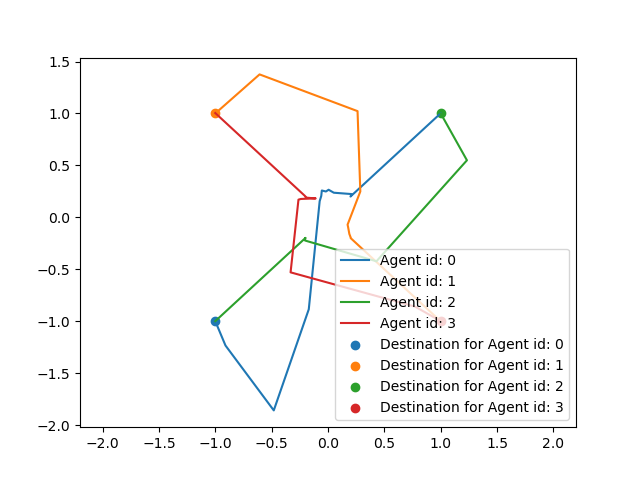 1.5
1.0
0.5
0.0
−0.5
−1.0
−1.5
−2.0
Agent id: 0
Agent id: 1
Agent id: 2
Agent id: 3
Destination for Agent id: 0
Destination for Agent id: 1
Destination for Agent id: 2
Destination for Agent id: 3
−2.0 −1.5 −1.0 −0.5 0.0 0.5 1.0 1.5 2.0